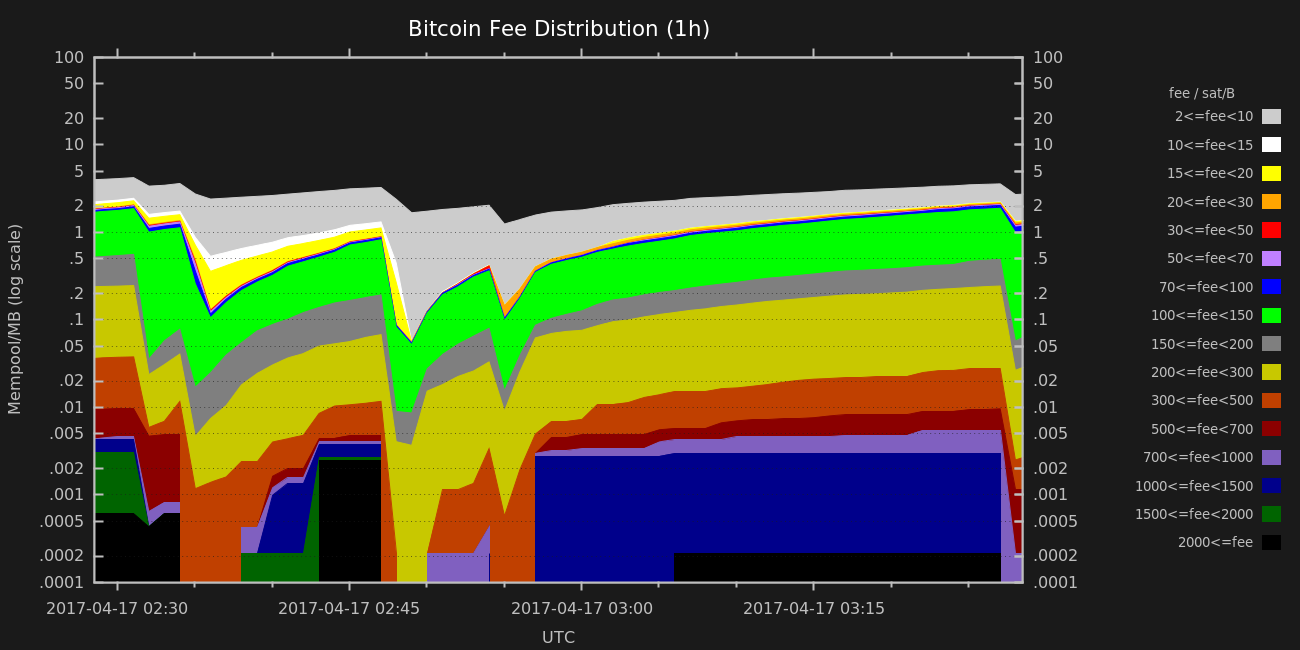 Bitcoin Fee Distribution (1h)
100 100
50 50
20 20
10 10
5 5
2 2
1 1
.5 .5
.2 .2
.1 .1
.05 .05
.02 .02
.01 .01
.005 .005
.002 .002
.001 .001
.0005 .0005
.0002 .0002
.0001 .0001
Mempool/MB (log scale)
2017-04-17 02:30 2017-04-17 02:45 2017-04-17 03:00 2017-04-17 03:15
UTC
fee / sat/B
2<=fee<10
10<=fee<15
15<=fee<20
20<=fee<30
30<=fee<50
50<=fee<70
70<=fee<100
100<=fee<150
150<=fee<200
200<=fee<300
300<=fee<500
500<=fee<700
700<=fee<1000
1000<=fee<1500
1500<=fee<2000
2000<=fee